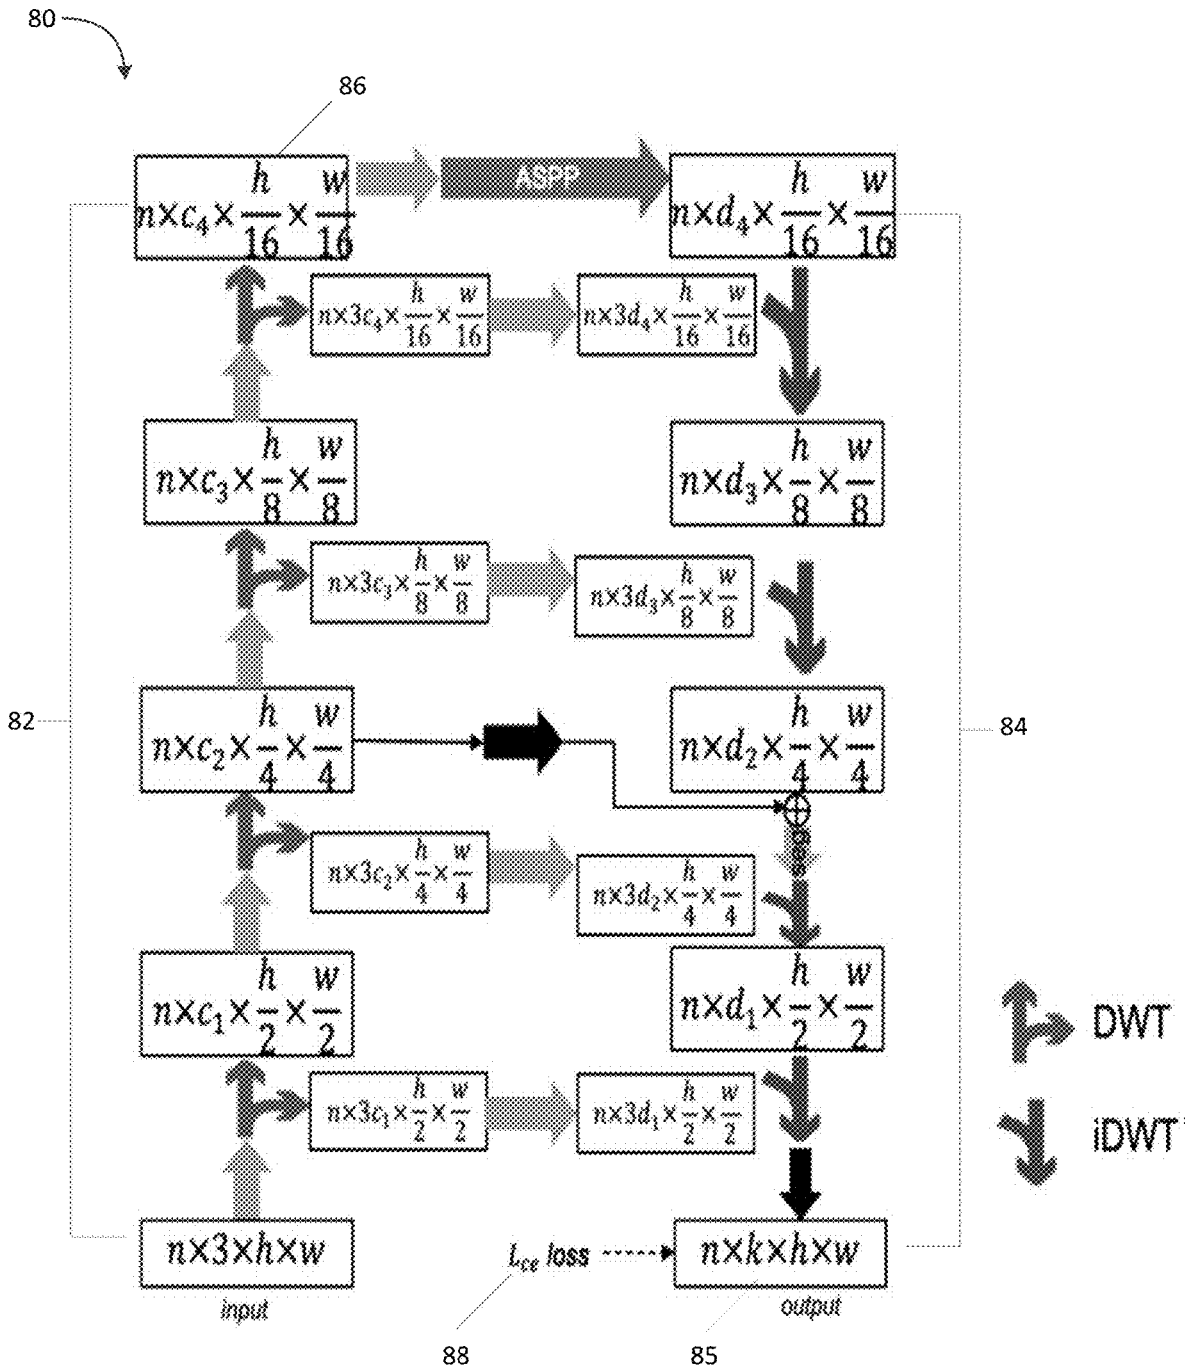 80
86
n×c₄×h/16×w/16
ASPP
n×d₄×h/16×w/16
n×3c₄×h/16×w/16
n×3d₄×h/16×w/16
n×c₃×h/8×w/8
n×d₃×h/8×w/8
n×3c₃×h/8×w/8
n×3d₃×h/8×w/8
82
n×c₂×h/4×w/4
n×d₂×h/4×w/4
84
seg
n×3c₂×h/4×w/4
n×3d₂×h/4×w/4
n×c₁×h/2×w/2
n×d₁×h/2×w/2
DWT
n×3c₁×h/2×w/2
n×3d₁×h/2×w/2
iDWT
n×3×h×w
L_ce loss
n×k×h×w
input
output
88
85